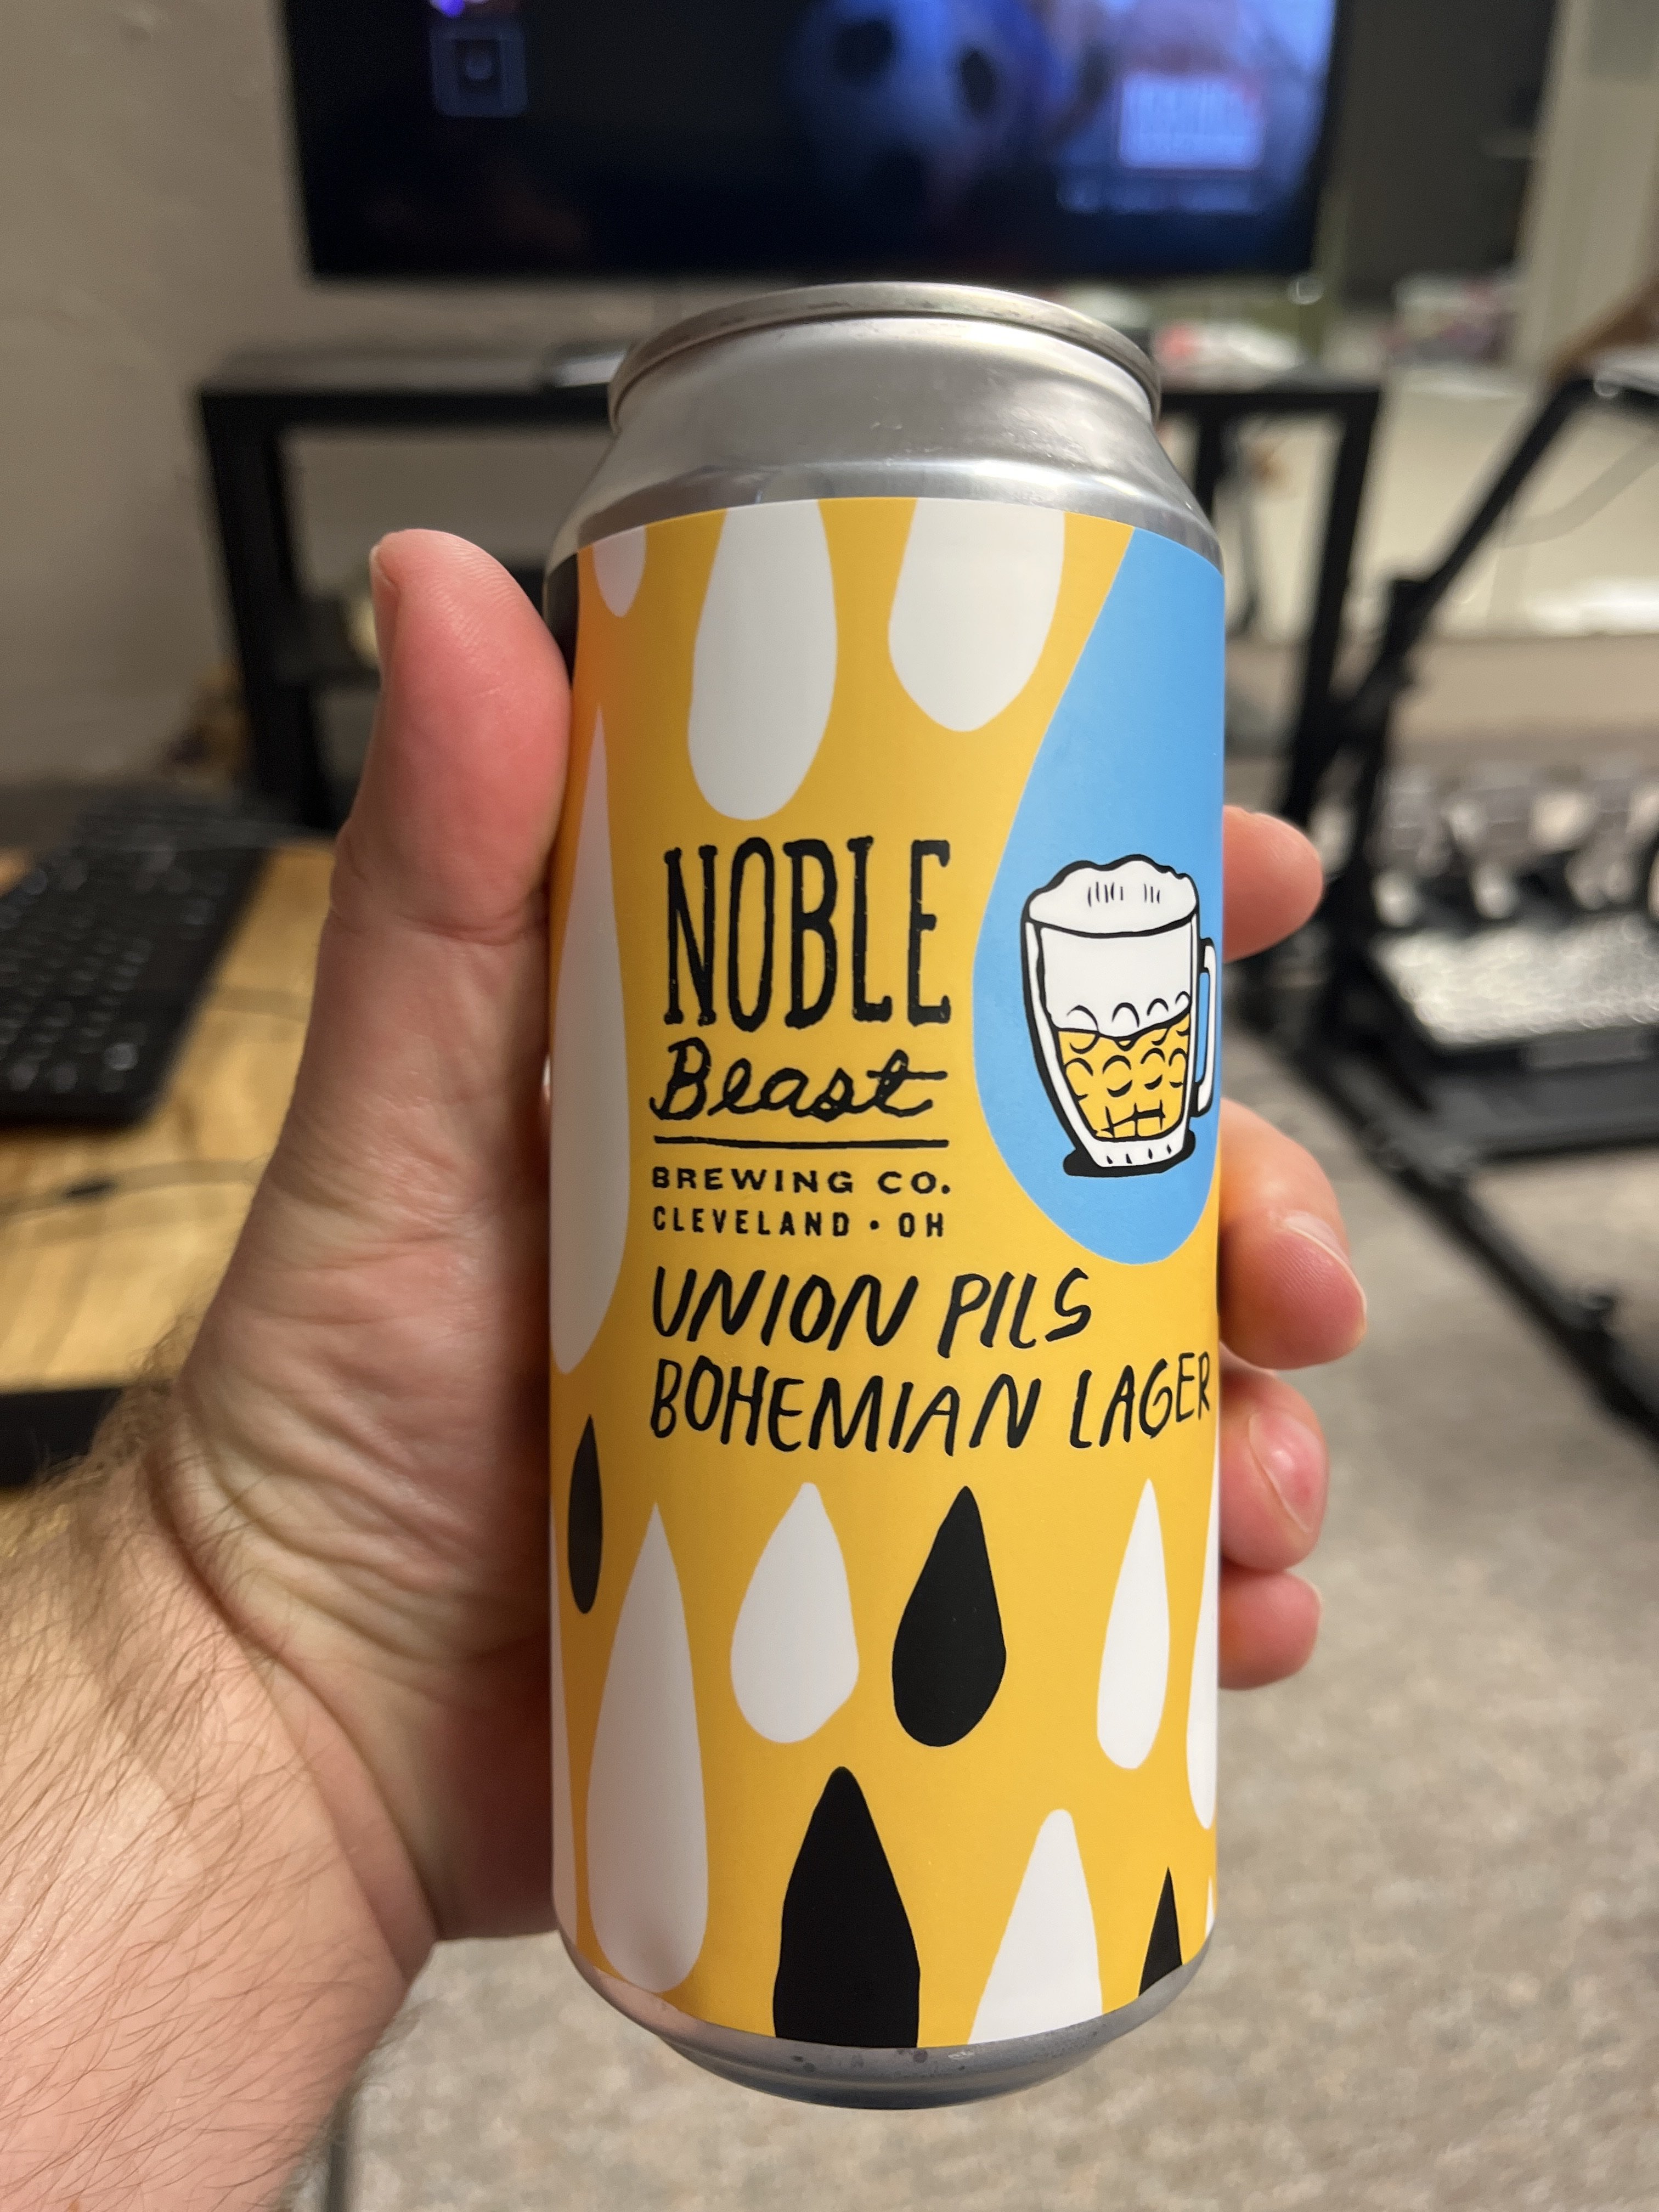 NOBLE
Beast
BREWING CO.
CLEVELAND • OH
UNION PILS
BOHEMIAN LAGER